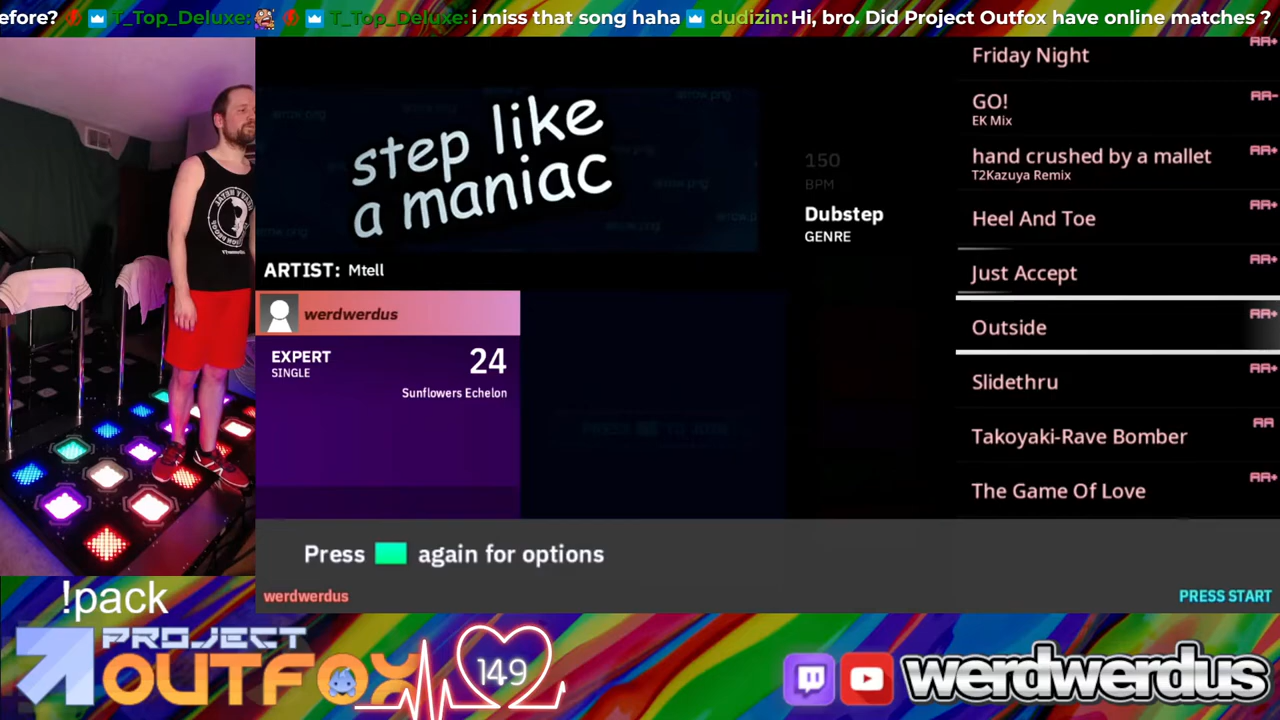 efore? T_Top_Deluxe: T_Top_Deluxe: i miss that song haha dudizin: Hi, bro. Did Project Outfox have online matches ?
step like
a maniac
150
BPM
Dubstep
GENRE
ARTIST: Mtell
werdwerdus
EXPERT
SINGLE
24
Sunflowers Echelon
Friday Night
AA+
GO!
EK Mix
AA-
hand crushed by a mallet
T2Kazuya Remix
AA+
Heel And Toe
AA+
Just Accept
AA+
Outside
AA+
Slidethru
AA+
Takoyaki-Rave Bomber
AA
The Game Of Love
AA+
Press again for options
werdwerdus
PRESS START
!pack
PROJECT
OUTFOX
149
werdwerdus